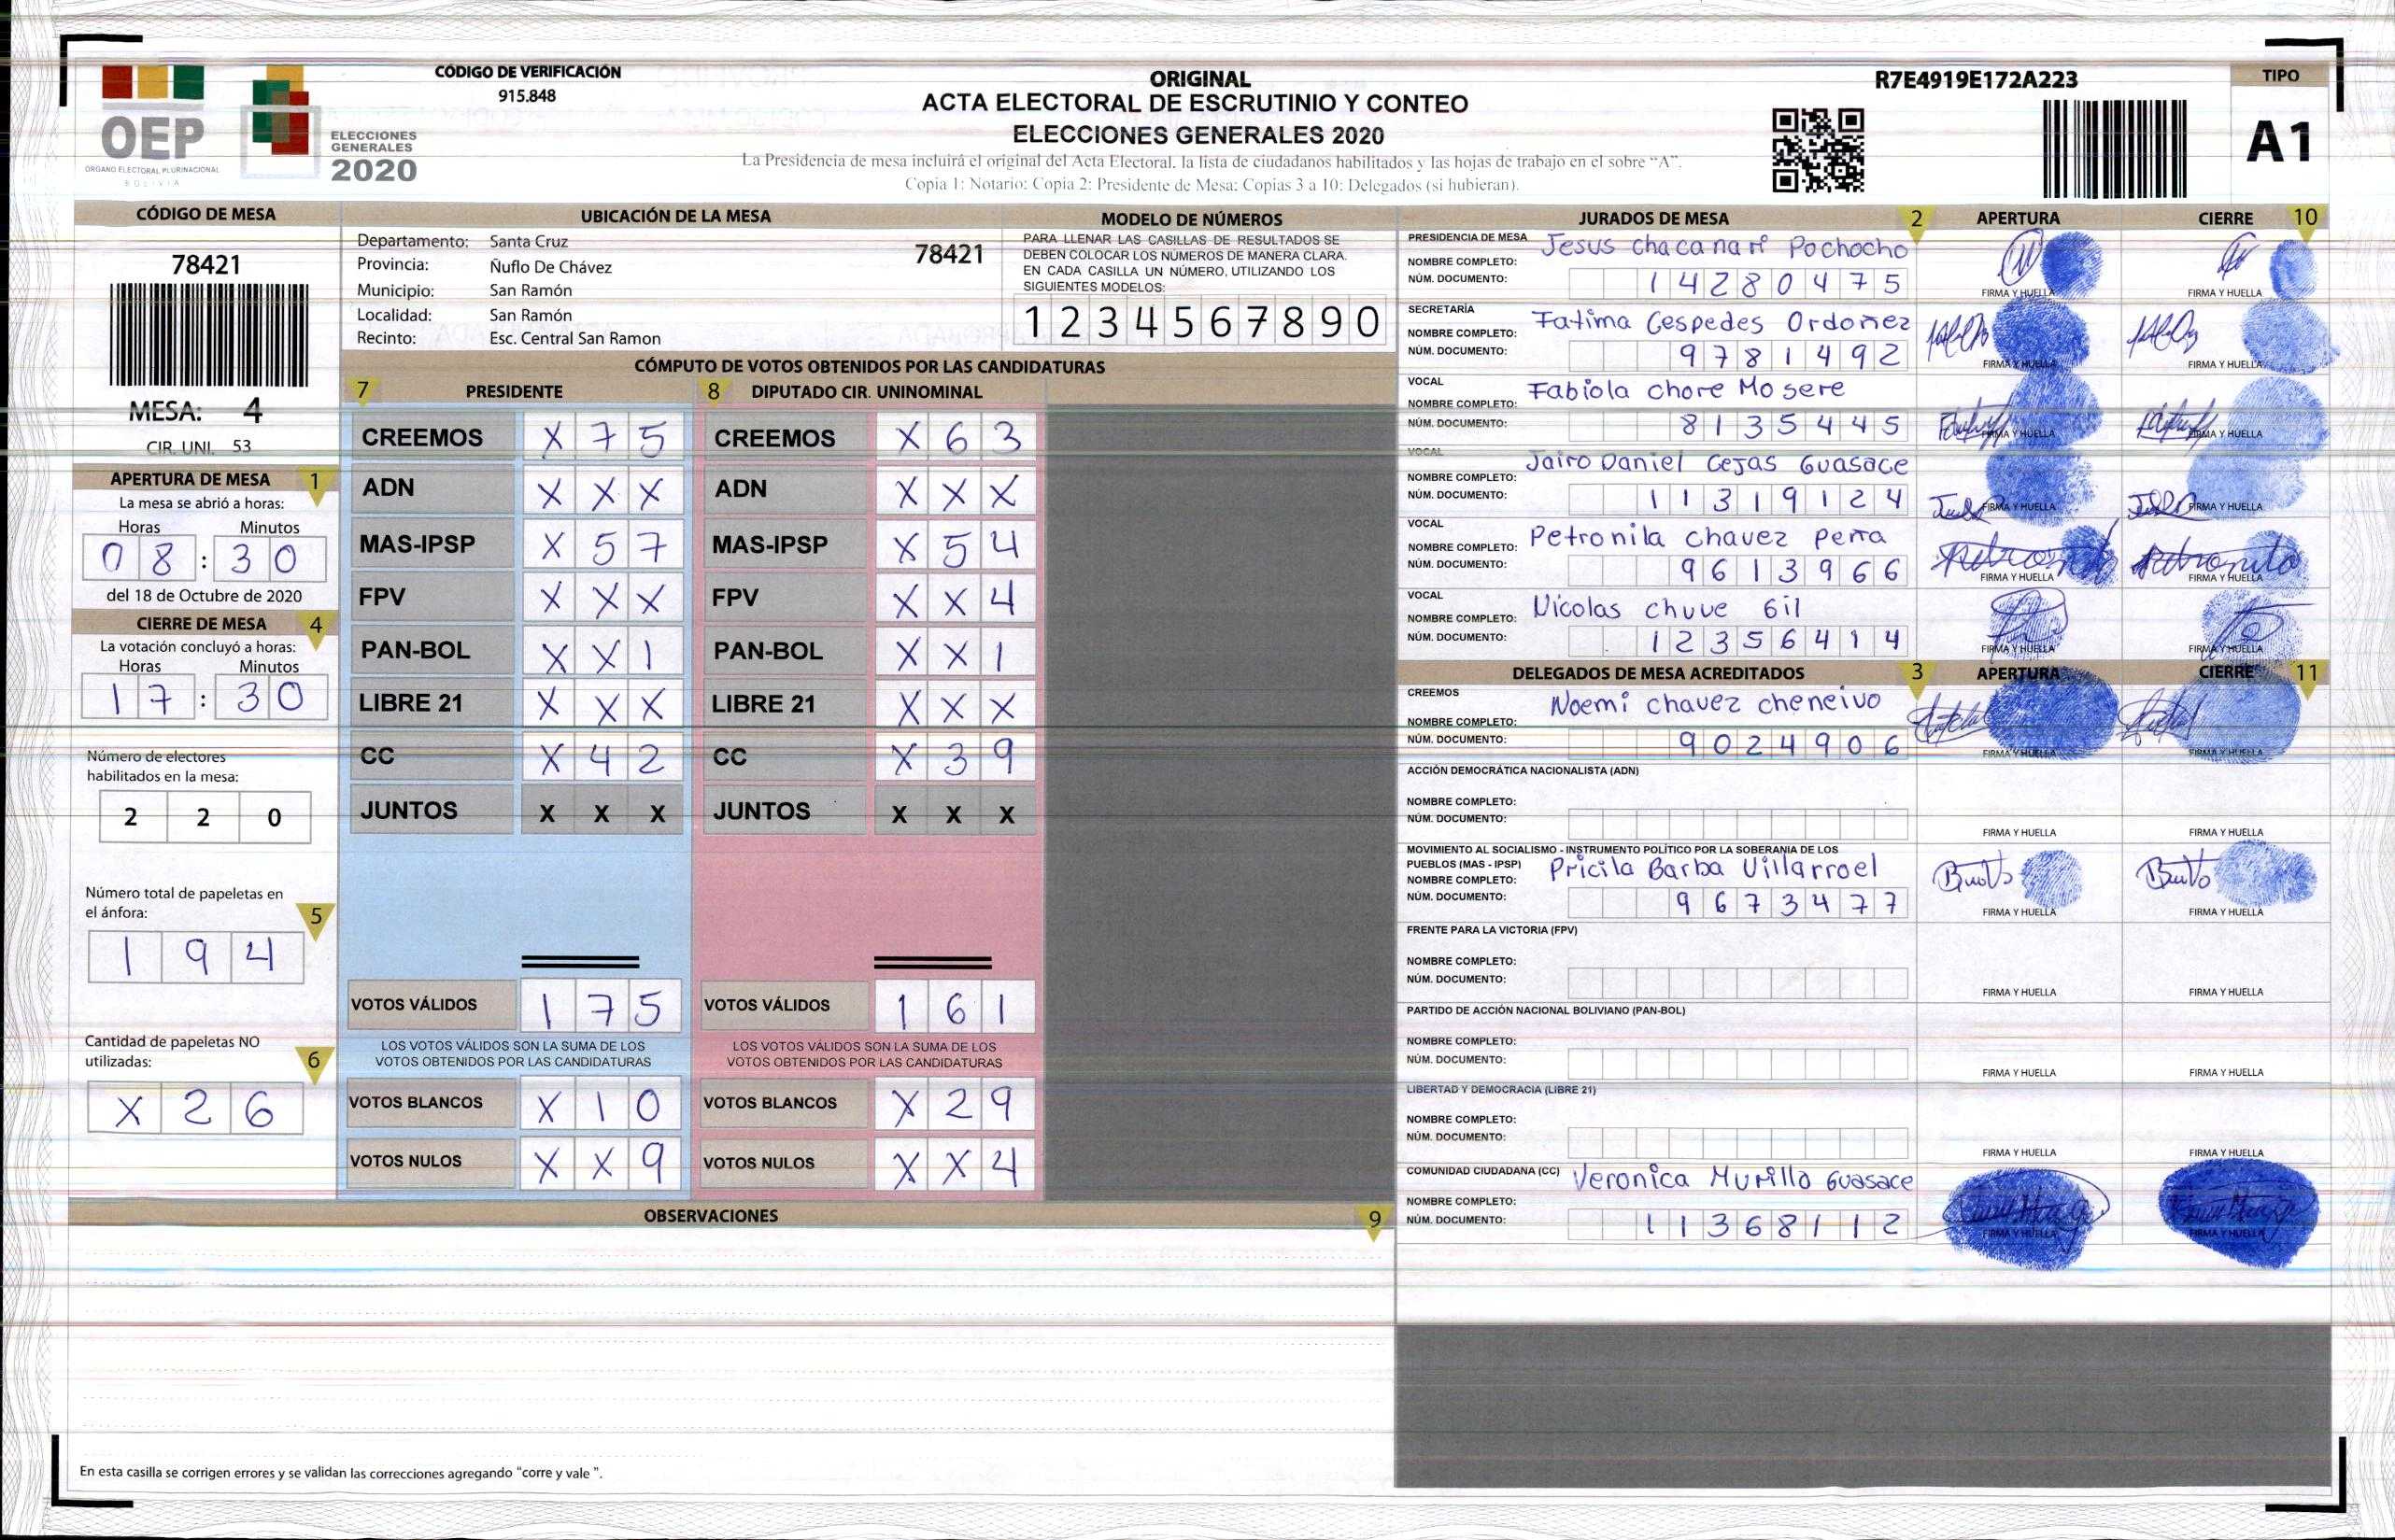 CÓDIGO DE VERIFICACIÓN
915.848
OEP
ORGANO ELECTORAL PLURINACIONAL
BOLIVIA
ELECCIONES
GENERALES
2020
ORIGINAL
ACTA ELECTORAL DE ESCRUTINIO Y CONTEO
ELECCIONES GENERALES 2020
La Presidencia de mesa incluirá el original del Acta Electoral, la lista de ciudadanos habilitados y las hojas de trabajo en el sobre “A”.
Copia 1: Notario; Copia 2: Presidente de Mesa; Copias 3 a 10: Delegados (si hubieran).
R7E4919E172A223
TIPO
A1
CÓDIGO DE MESA
78421
MESA: 4
CIR. UNI. 53
APERTURA DE MESA 1
La mesa se abrió a horas:
Horas Minutos
08 : 30
del 18 de Octubre de 2020
CIERRE DE MESA 4
La votación concluyó a horas:
Horas Minutos
17 : 30
Número de electores
habilitados en la mesa:
2 2 0
Número total de papeletas en
el ánfora: 5
1 9 4
Cantidad de papeletas NO
utilizadas: 6
X 2 6
UBICACIÓN DE LA MESA
Departamento: Santa Cruz 78421
Provincia: Ñuflo De Chávez
Municipio: San Ramón
Localidad: San Ramón
Recinto: Esc. Central San Ramon
MODELO DE NÚMEROS
PARA LLENAR LAS CASILLAS DE RESULTADOS SE
DEBEN COLOCAR LOS NÚMEROS DE MANERA CLARA.
EN CADA CASILLA UN NÚMERO, UTILIZANDO LOS
SIGUIENTES MODELOS:
1 2 3 4 5 6 7 8 9 0
CÓMPUTO DE VOTOS OBTENIDOS POR LAS CANDIDATURAS
7 PRESIDENTE 8 DIPUTADO CIR. UNINOMINAL
CREEMOS X 7 5 CREEMOS X 6 3
ADN X X X ADN X X X
MAS-IPSP X 5 7 MAS-IPSP X 5 4
FPV X X X FPV X X 4
PAN-BOL X X 1 PAN-BOL X X 1
LIBRE 21 X X X LIBRE 21 X X X
CC X 4 2 CC X 3 9
JUNTOS X X X JUNTOS X X X
VOTOS VÁLIDOS 1 7 5 VOTOS VÁLIDOS 1 6 1
LOS VOTOS VÁLIDOS SON LA SUMA DE LOS LOS VOTOS VÁLIDOS SON LA SUMA DE LOS
VOTOS OBTENIDOS POR LAS CANDIDATURAS VOTOS OBTENIDOS POR LAS CANDIDATURAS
VOTOS BLANCOS X 1 0 VOTOS BLANCOS X 2 9
VOTOS NULOS X X 9 VOTOS NULOS X X 4
OBSERVACIONES 9
En esta casilla se corrigen errores y se validan las correcciones agregando “corre y vale ”.
JURADOS DE MESA 2 APERTURA CIERRE 10
PRESIDENCIA DE MESA Jesus chacanari Pochocho
NOMBRE COMPLETO:
NÚM. DOCUMENTO: 14280475 FIRMA Y HUELLA FIRMA Y HUELLA
SECRETARÍA Fatima Cespedes Ordoñez
NOMBRE COMPLETO:
NÚM. DOCUMENTO: 9781492 FIRMA Y HUELLA FIRMA Y HUELLA
VOCAL Fabiola chore Mosere
NOMBRE COMPLETO:
NÚM. DOCUMENTO: 8135445 FIRMA Y HUELLA FIRMA Y HUELLA
VOCAL Jairo Daniel Cejas Guasace
NOMBRE COMPLETO:
NÚM. DOCUMENTO: 11319124 FIRMA Y HUELLA FIRMA Y HUELLA
VOCAL Petronila chavez peña
NOMBRE COMPLETO:
NÚM. DOCUMENTO: 9613966 FIRMA Y HUELLA FIRMA Y HUELLA
VOCAL Nicolas chuve Gil
NOMBRE COMPLETO:
NÚM. DOCUMENTO: 12356414 FIRMA Y HUELLA FIRMA Y HUELLA
DELEGADOS DE MESA ACREDITADOS 3 APERTURA CIERRE 11
CREEMOS Noemi chavez cheneivo
NOMBRE COMPLETO:
NÚM. DOCUMENTO: 9024906 FIRMA Y HUELLA FIRMA Y HUELLA
ACCIÓN DEMOCRÁTICA NACIONALISTA (ADN)
NOMBRE COMPLETO:
NÚM. DOCUMENTO: FIRMA Y HUELLA FIRMA Y HUELLA
MOVIMIENTO AL SOCIALISMO - INSTRUMENTO POLÍTICO POR LA SOBERANIA DE LOS
PUEBLOS (MAS - IPSP) Pricila Barba Villarroel
NOMBRE COMPLETO:
NÚM. DOCUMENTO: 9673477 FIRMA Y HUELLA FIRMA Y HUELLA
FRENTE PARA LA VICTORIA (FPV)
NOMBRE COMPLETO:
NÚM. DOCUMENTO: FIRMA Y HUELLA FIRMA Y HUELLA
PARTIDO DE ACCIÓN NACIONAL BOLIVIANO (PAN-BOL)
NOMBRE COMPLETO:
NÚM. DOCUMENTO: FIRMA Y HUELLA FIRMA Y HUELLA
LIBERTAD Y DEMOCRACIA (LIBRE 21)
NOMBRE COMPLETO:
NÚM. DOCUMENTO: FIRMA Y HUELLA FIRMA Y HUELLA
COMUNIDAD CIUDADANA (CC) Veronica Murillo Guasace
NOMBRE COMPLETO:
NÚM. DOCUMENTO: 11368112 FIRMA Y HUELLA FIRMA Y HUELLA